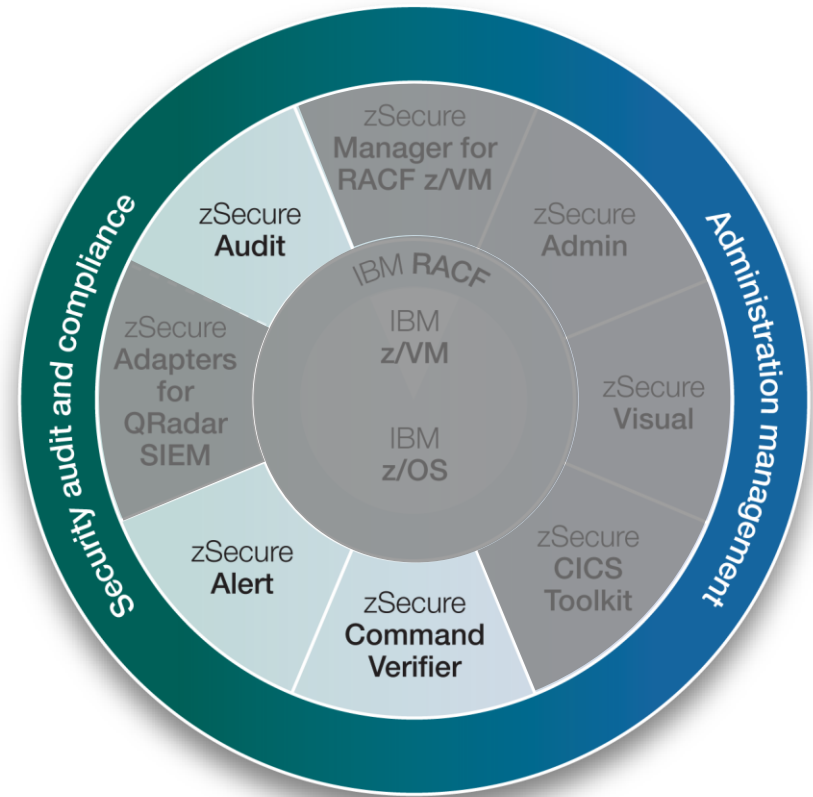 zSecure
Manager for
RACF z/VM
zSecure
Admin
zSecure
Visual
zSecure
CICS
Toolkit
zSecure
Command
Verifier
zSecure
Alert
zSecure
Adapters
for
QRadar
SIEM
zSecure
Audit
IBM RACF
IBM
z/VM
IBM
z/OS
Security audit and compliance
Administration management